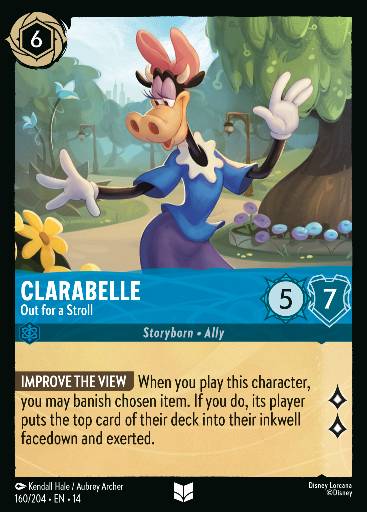 6
CLARABELLE
Out for a Stroll
5
7
Storyborn • Ally
IMPROVE THE VIEW When you play this character,
you may banish chosen item. If you do, its player
puts the top card of their deck into their inkwell
facedown and exerted.
Kendall Hale / Aubrey Archer
160/204 • EN • 14
Disney Lorcana
©Disney